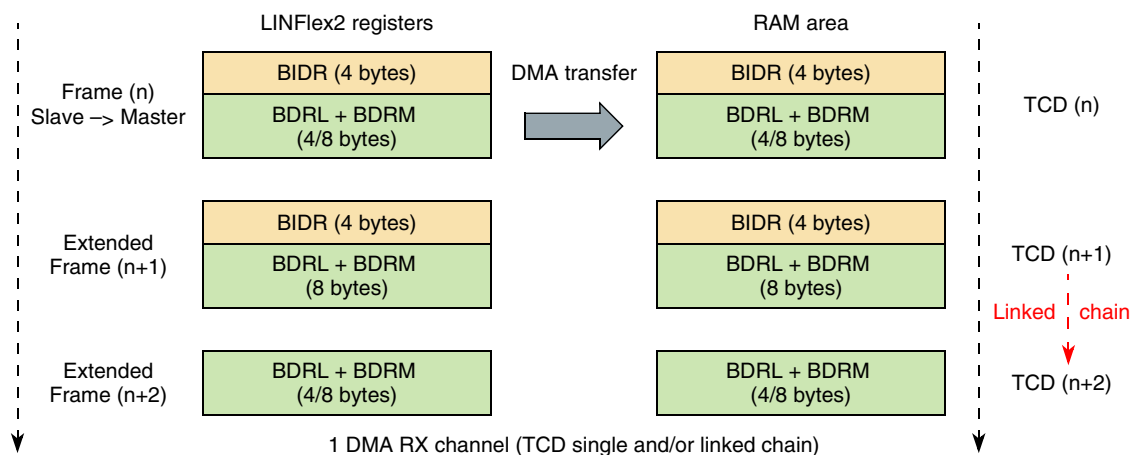 LINFlex2 registers
RAM area
Frame (n)
Slave –> Master
BIDR (4 bytes)
BDRL + BDRM
(4/8 bytes)
DMA transfer
BIDR (4 bytes)
BDRL + BDRM
(4/8 bytes)
TCD (n)
Extended
Frame (n+1)
BIDR (4 bytes)
BDRL + BDRM
(8 bytes)
BIDR (4 bytes)
BDRL + BDRM
(8 bytes)
TCD (n+1)
Linked chain
Extended
Frame (n+2)
BDRL + BDRM
(4/8 bytes)
BDRL + BDRM
(4/8 bytes)
TCD (n+2)
1 DMA RX channel (TCD single and/or linked chain)